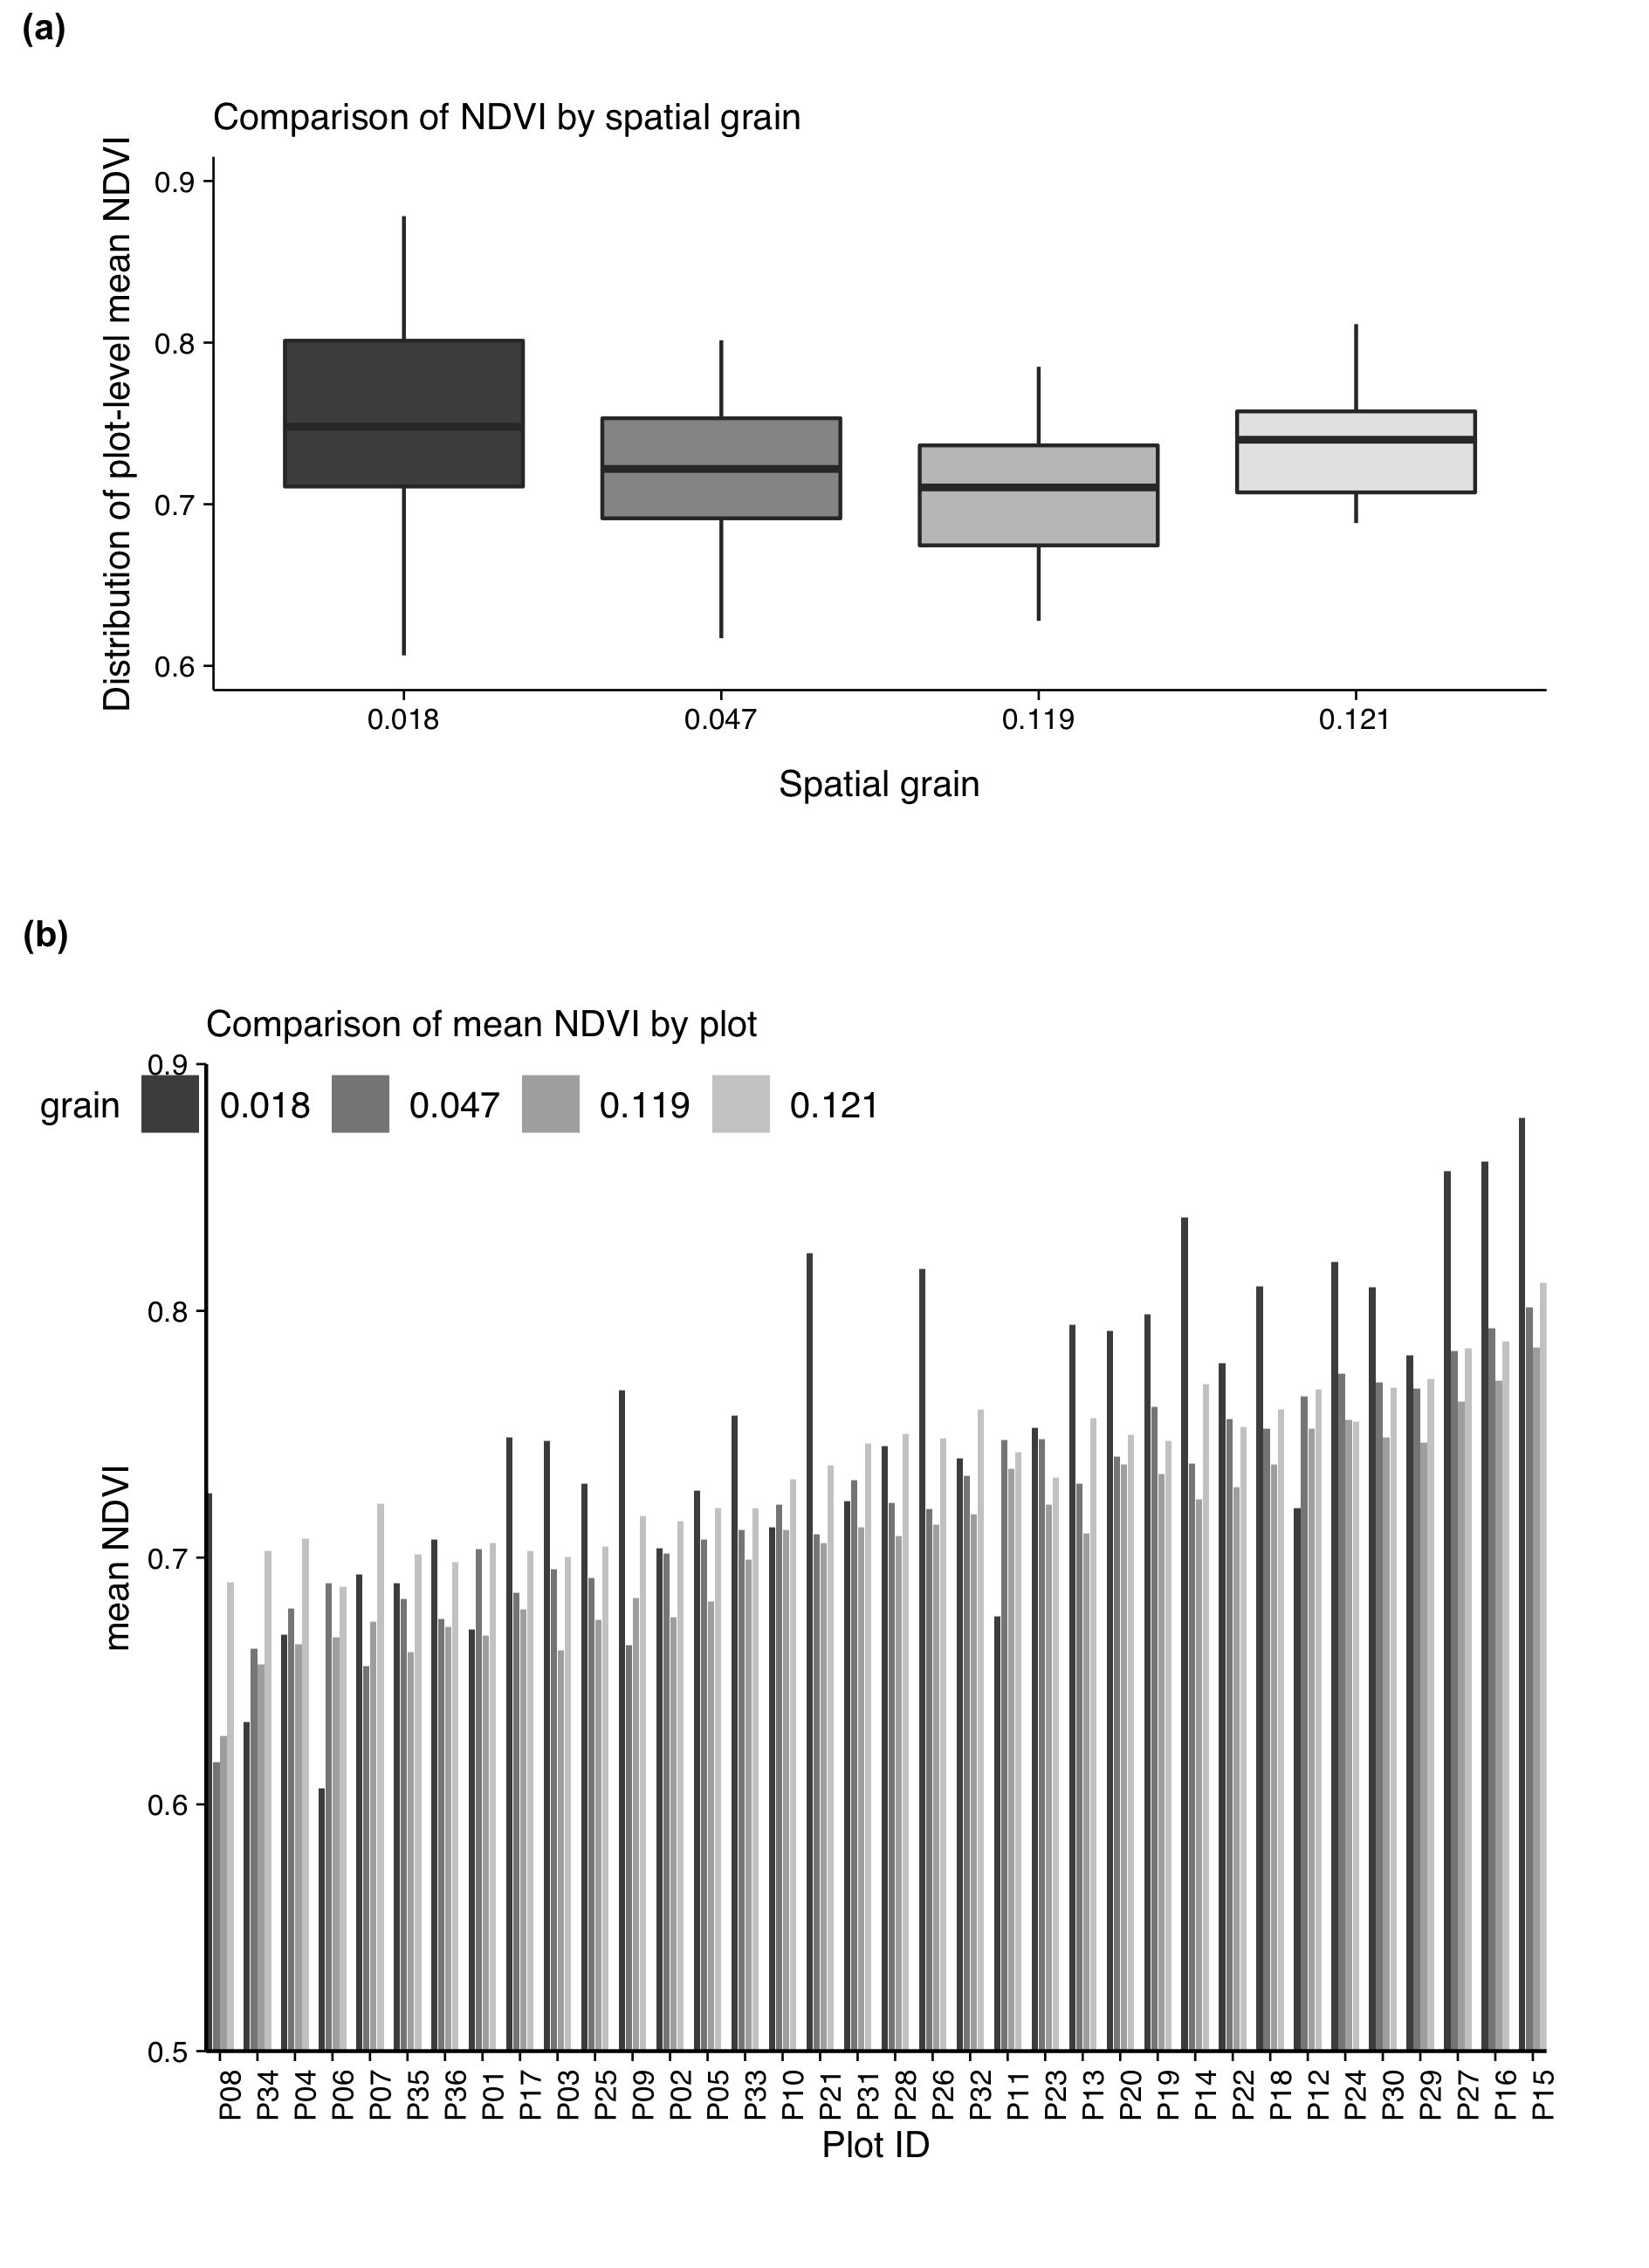 (a)
Comparison of NDVI by spatial grain
Distribution of plot-level mean NDVI
0.9
0.8
0.7
0.6
0.018 0.047 0.119 0.121
Spatial grain
(b)
Comparison of mean NDVI by plot
grain 0.018 0.047 0.119 0.121
mean NDVI
0.9
0.8
0.7
0.6
0.5
P08 P34 P04 P06 P07 P35 P36 P01 P17 P03 P25 P09 P02 P05 P33 P10 P21 P31 P28 P26 P32 P11 P23 P13 P20 P19 P14 P22 P18 P12 P24 P30 P29 P27 P16 P15
Plot ID